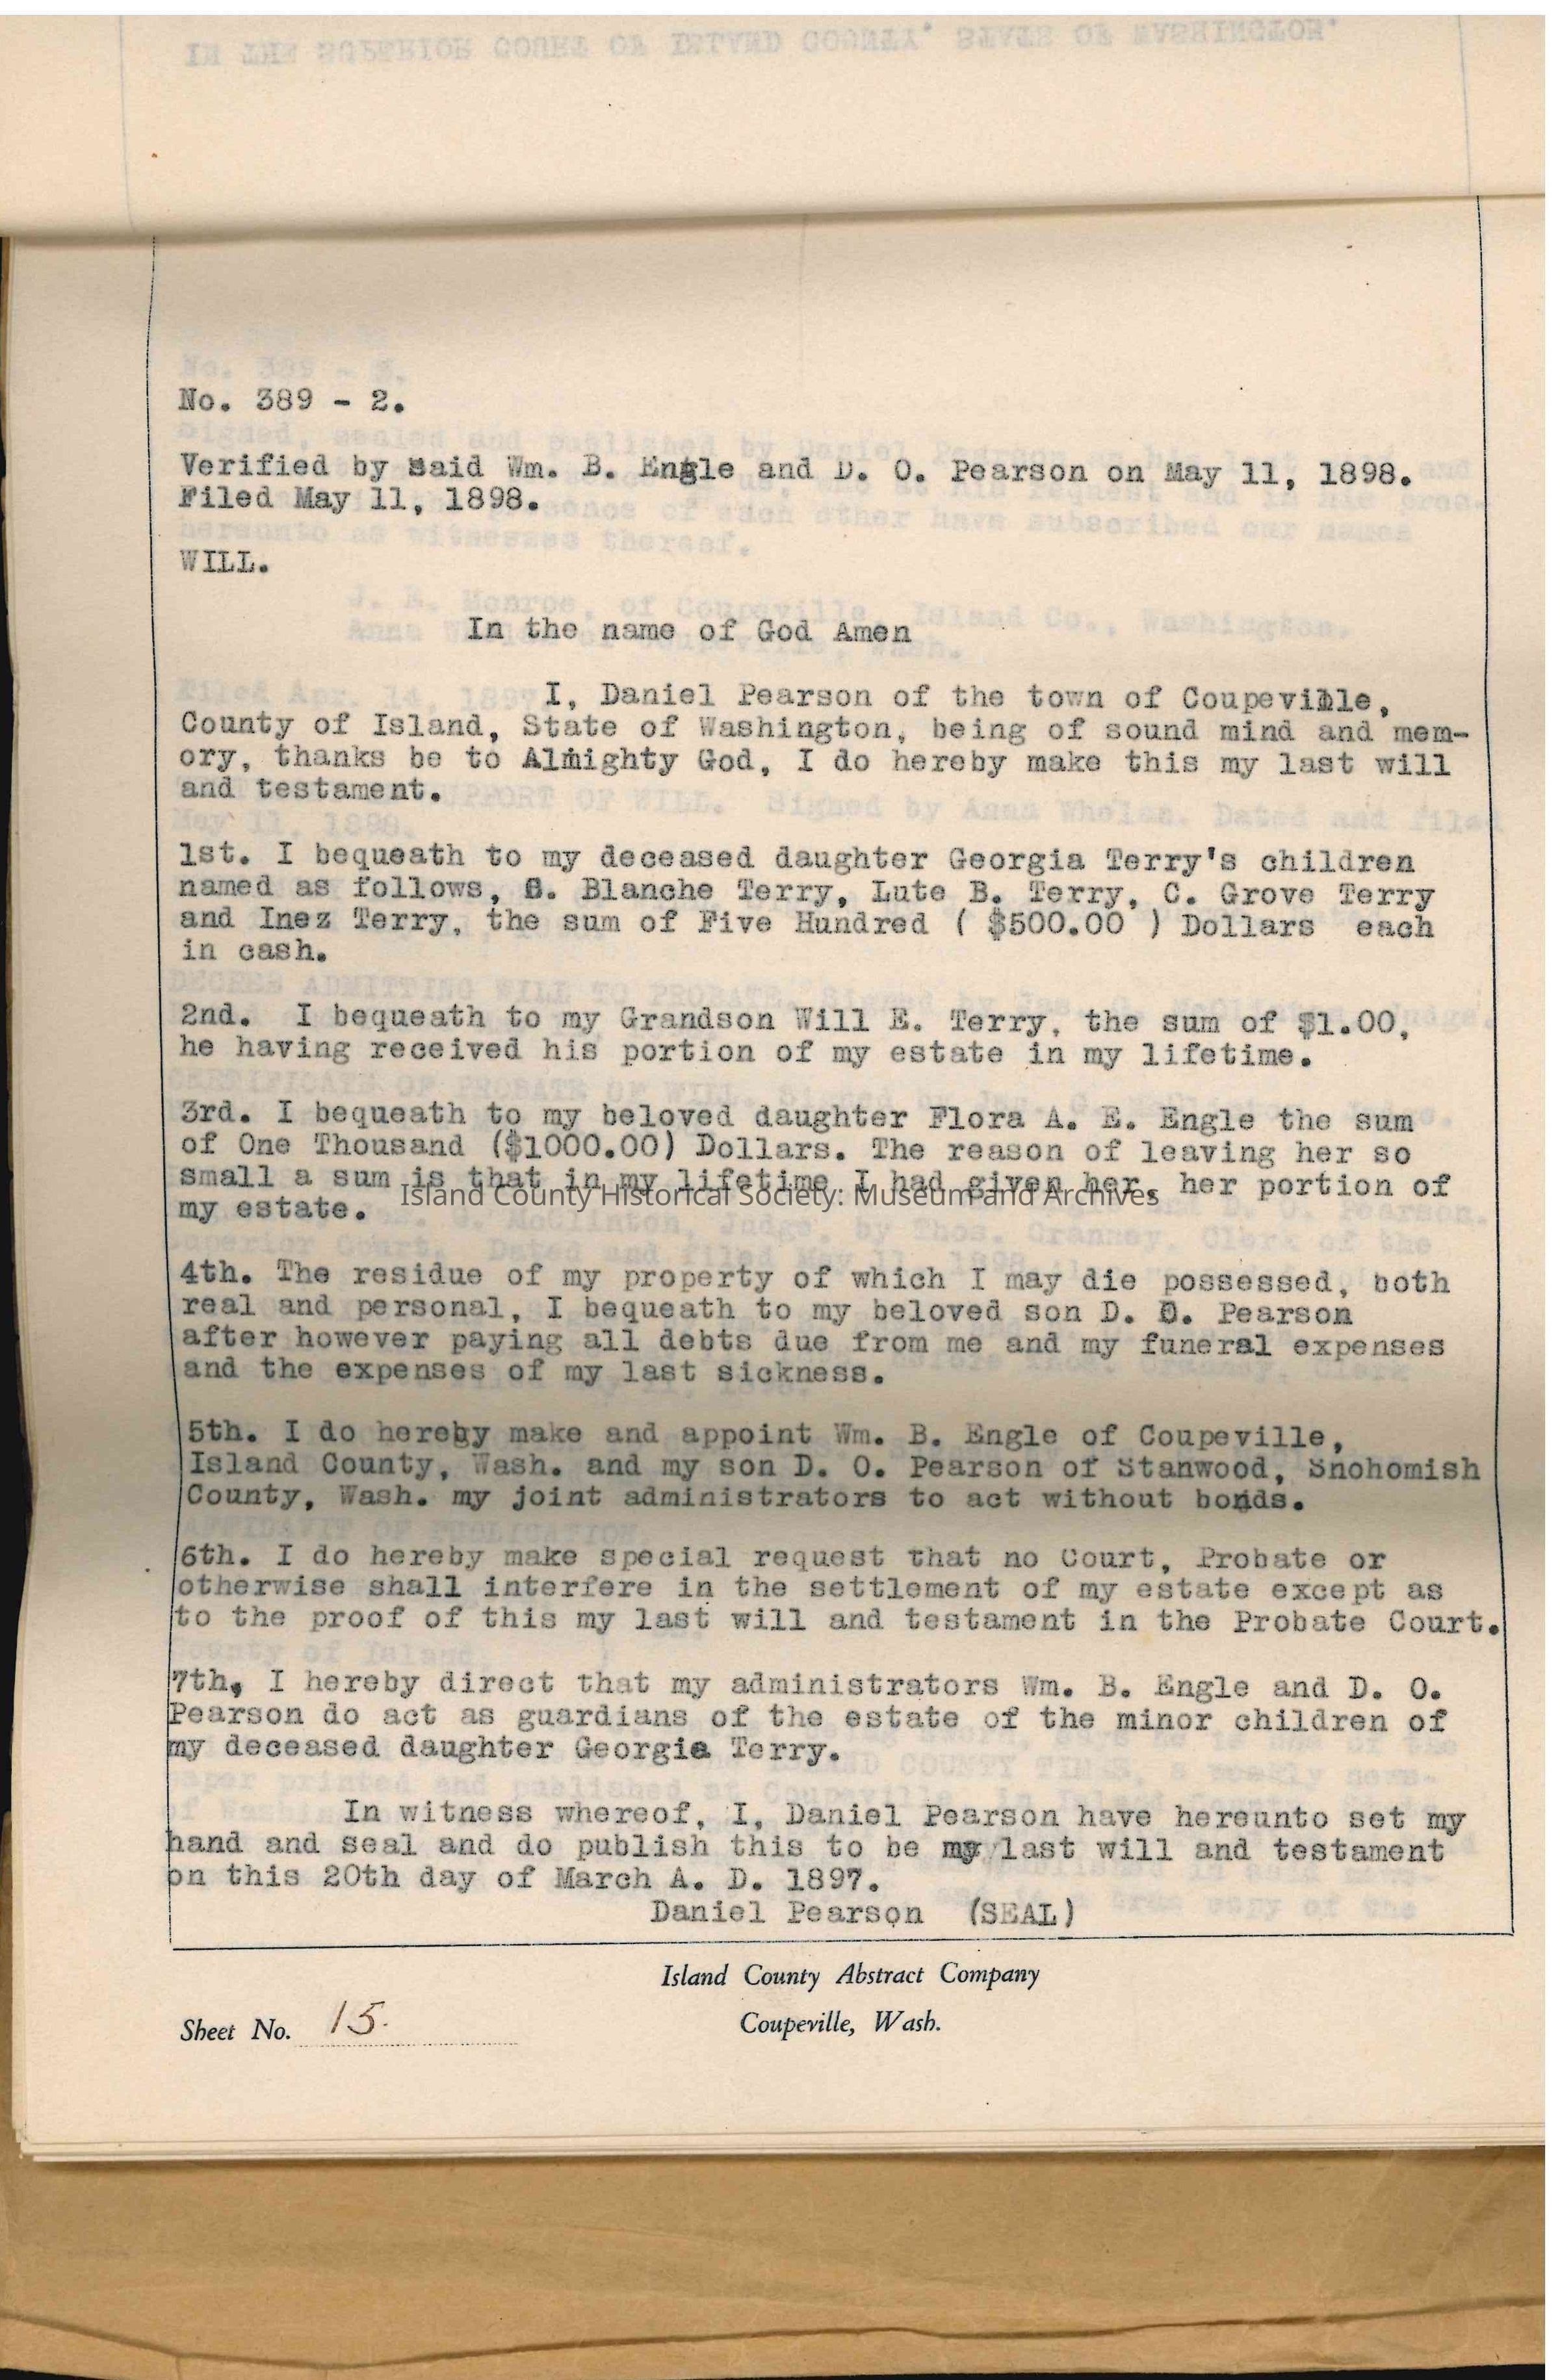 No. 389 - 2.
Verified by said Wm. B. Engle and D. O. Pearson on May 11, 1898.
Filed May 11, 1898.
WILL.
In the name of God Amen
I, Daniel Pearson of the town of Coupeville,
County of Island, State of Washington, being of sound mind and mem-
ory, thanks be to Almighty God, I do hereby make this my last will
and testament.
1st. I bequeath to my deceased daughter Georgia Terry's children
named as follows, Blanche Terry, Lute B. Terry, C. Grove Terry
and Inez Terry, the sum of Five Hundred ( $500.00 ) Dollars each
in cash.
2nd. I bequeath to my Grandson Will E. Terry, the sum of $1.00,
he having received his portion of my estate in my lifetime.
3rd. I bequeath to my beloved daughter Flora A. E. Engle the sum
of One Thousand ($1000.00) Dollars. The reason of leaving her so
small a sum is that in my lifetime I had given her, her portion of
my estate.
Island County Historical Society: Museum and Archives
4th. The residue of my property of which I may die possessed, both
real and personal, I bequeath to my beloved son D. O. Pearson
after however paying all debts due from me and my funeral expenses
and the expenses of my last sickness.
5th. I do hereby make and appoint Wm. B. Engle of Coupeville,
Island County, Wash. and my son D. O. Pearson of Stanwood, Snohomish
County, Wash. my joint administrators to act without bonds.
6th. I do hereby make special request that no Court, Probate or
otherwise shall interfere in the settlement of my estate except as
to the proof of this my last will and testament in the Probate Court.
7th, I hereby direct that my administrators Wm. B. Engle and D. O.
Pearson do act as guardians of the estate of the minor children of
my deceased daughter Georgia Terry.
In witness whereof, I, Daniel Pearson have hereunto set my
hand and seal and do publish this to be my last will and testament
on this 20th day of March A. D. 1897.
Daniel Pearson (SEAL)
Island County Abstract Company
Sheet No. 15.
Coupeville, Wash.